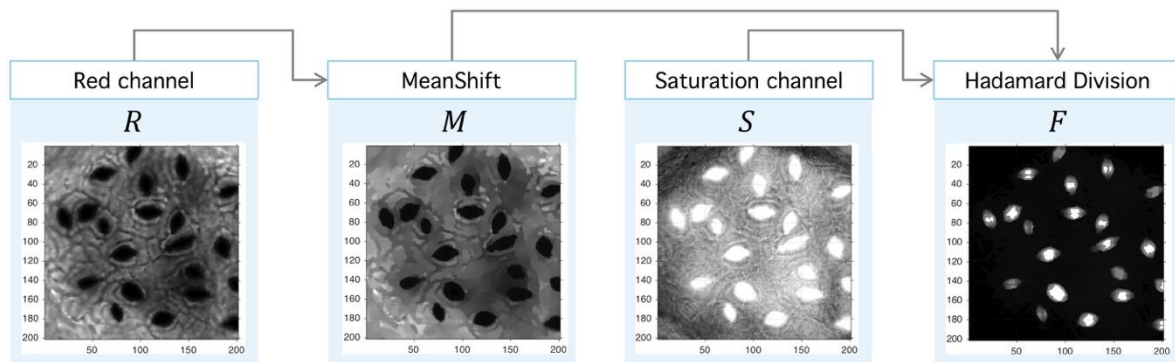 Red channel MeanShift Saturation channel Hadamard Division
R M S F
20 20 20 20
40 40 40 40
60 60 60 60
80 80 80 80
100 100 100 100
120 120 120 120
140 140 140 140
160 160 160 160
180 180 180 180
200 200 200 200
50 100 150 200 50 100 150 200 50 100 150 200 50 100 150 200